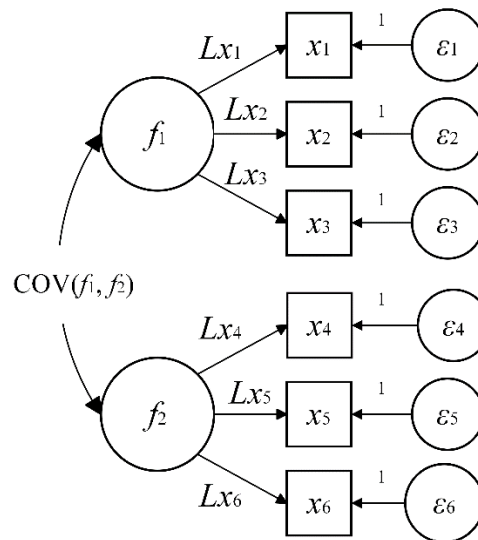 Lx1 x1 1 ε1
f1 Lx2 x2 1 ε2
Lx3 x3 1 ε3
COV(f1, f2)
Lx4 x4 1 ε4
f2 Lx5 x5 1 ε5
Lx6 x6 1 ε6